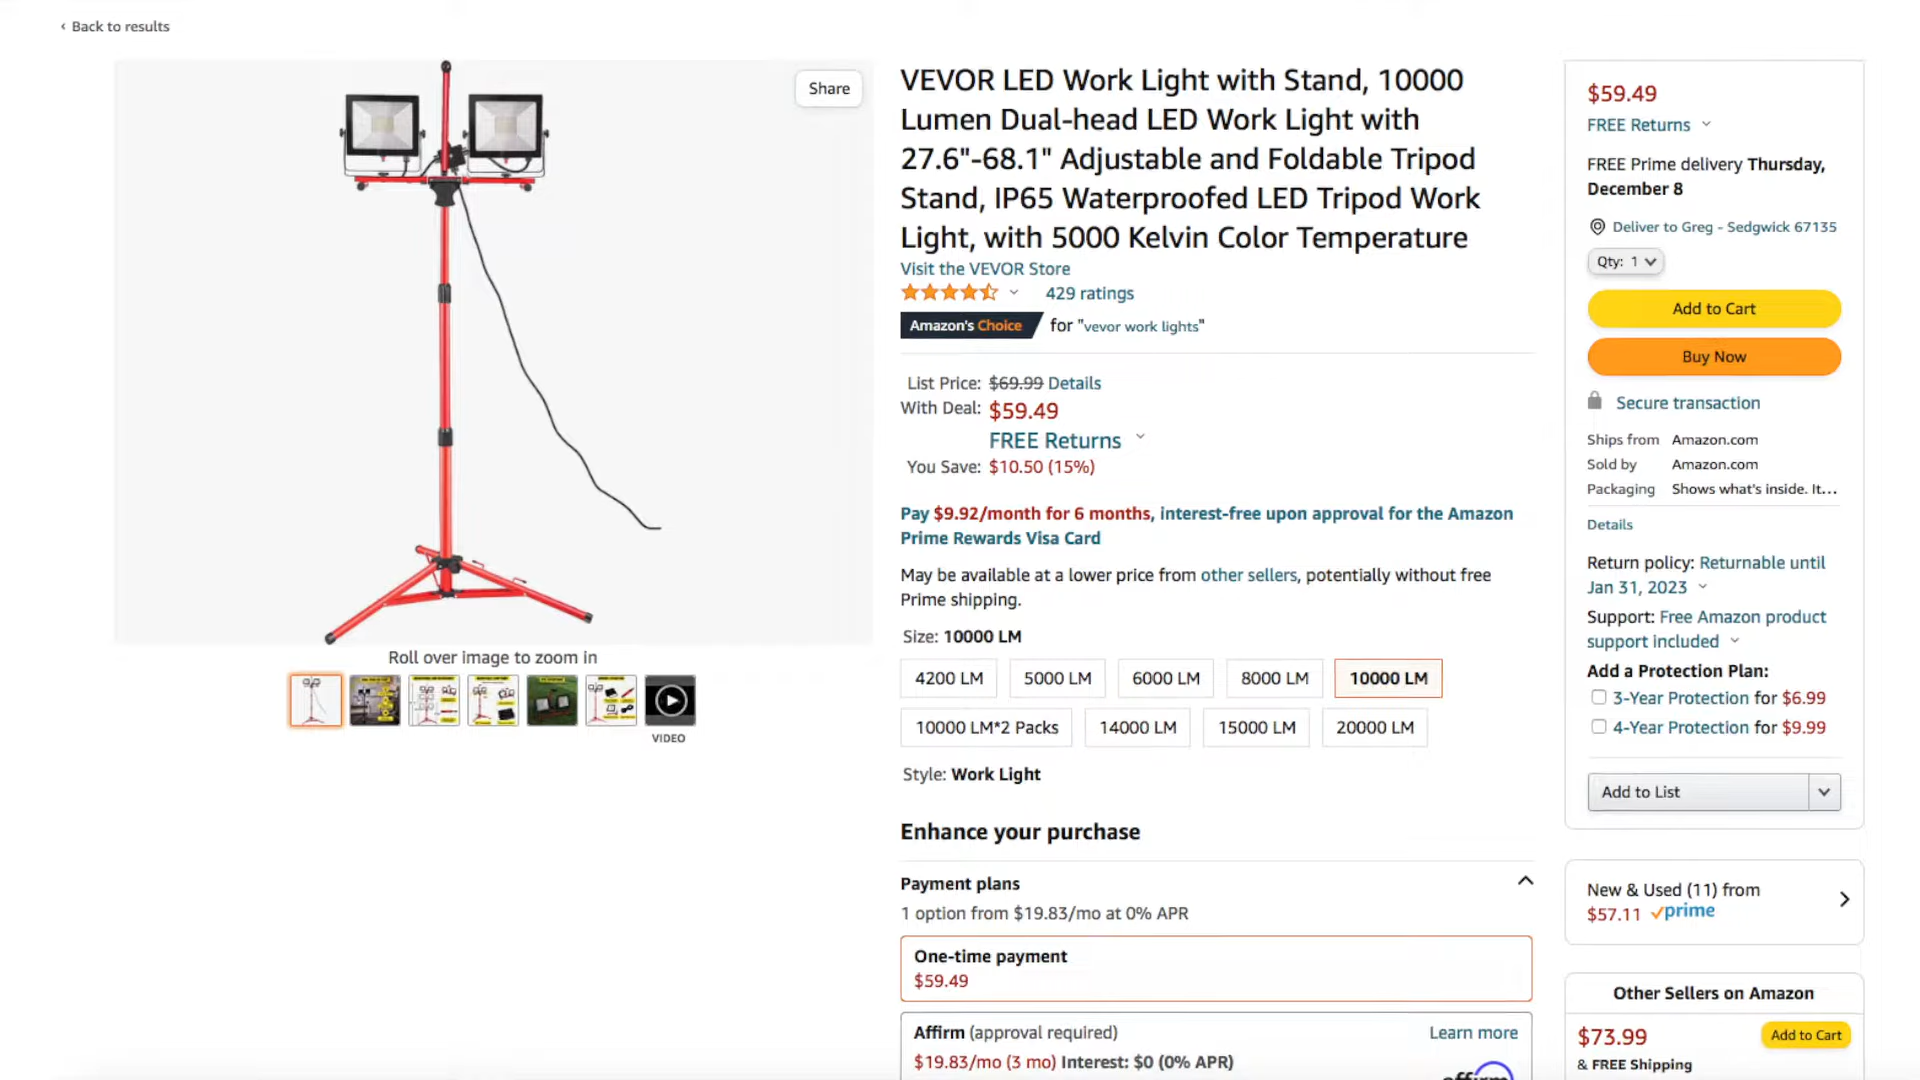 ‹ Back to results
Share
Roll over image to zoom in
VIDEO
VEVOR LED Work Light with Stand, 10000
Lumen Dual-head LED Work Light with
27.6"-68.1" Adjustable and Foldable Tripod
Stand, IP65 Waterproofed LED Tripod Work
Light, with 5000 Kelvin Color Temperature
Visit the VEVOR Store
429 ratings
Amazon's Choice for "vevor work lights"
List Price: $69.99 Details
With Deal: $59.49
FREE Returns
You Save: $10.50 (15%)
Pay $9.92/month for 6 months, interest-free upon approval for the Amazon
Prime Rewards Visa Card
May be available at a lower price from other sellers, potentially without free
Prime shipping.
Size: 10000 LM
4200 LM 5000 LM 6000 LM 8000 LM 10000 LM
10000 LM*2 Packs 14000 LM 15000 LM 20000 LM
Style: Work Light
Enhance your purchase
Payment plans
1 option from $19.83/mo at 0% APR
One-time payment
$59.49
Affirm (approval required) Learn more
$19.83/mo (3 mo) Interest: $0 (0% APR)
affirm
$59.49
FREE Returns
FREE Prime delivery Thursday,
December 8
Deliver to Greg - Sedgwick 67135
Qty: 1
Add to Cart
Buy Now
Secure transaction
Ships from Amazon.com
Sold by Amazon.com
Packaging Shows what's inside. It...
Details
Return policy: Returnable until
Jan 31, 2023
Support: Free Amazon product
support included
Add a Protection Plan:
3-Year Protection for $6.99
4-Year Protection for $9.99
Add to List
New & Used (11) from
$57.11 prime
Other Sellers on Amazon
$73.99 Add to Cart
& FREE Shipping